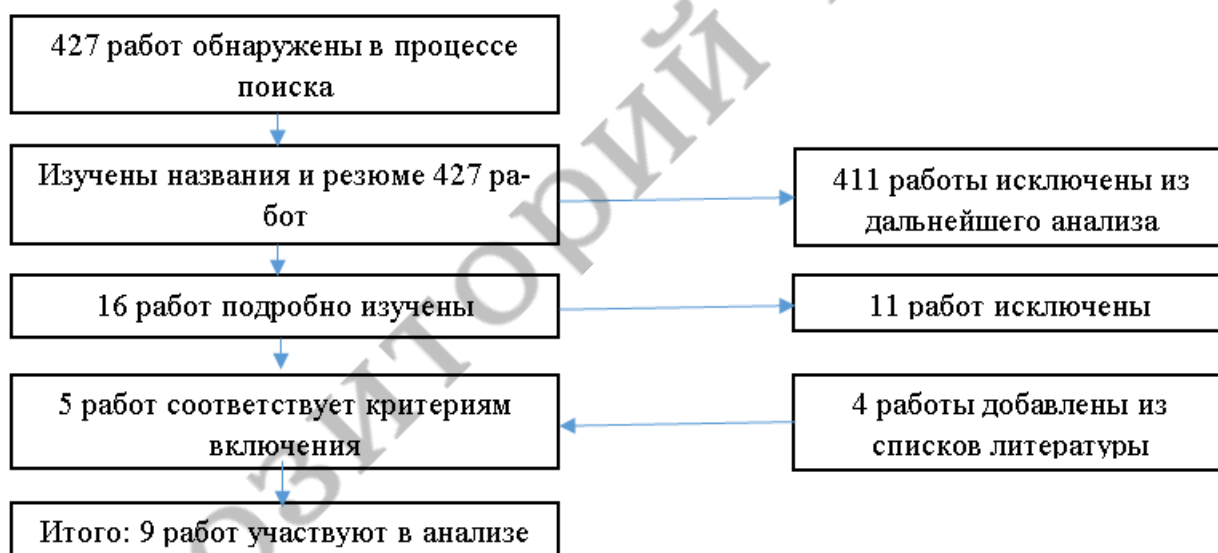 427 работ обнаружены в процессе
поиска
Изучены названия и резюме 427 ра-
бот
411 работы исключены из
дальнейшего анализа
16 работ подробно изучены
11 работ исключены
5 работ соответствует критериям
включения
4 работы добавлены из
списков литературы
Итого: 9 работ участвуют в анализе
озиторий